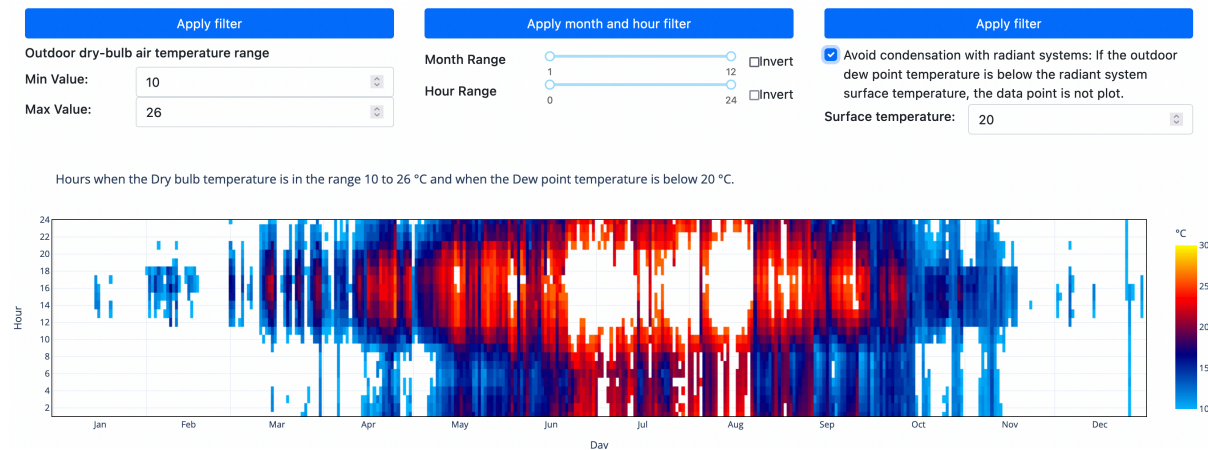 Apply filter
Outdoor dry-bulb air temperature range
Min Value:
10
Max Value:
26
Apply month and hour filter
Month Range
1
12
Invert
Hour Range
0
24
Invert
Apply filter
Avoid condensation with radiant systems: If the outdoor
dew point temperature is below the radiant system
surface temperature, the data point is not plot.
Surface temperature:
20
Hours when the Dry bulb temperature is in the range 10 to 26 °C and when the Dew point temperature is below 20 °C.
Hour
24
22
20
18
16
14
12
10
8
6
4
2
Jan
Feb
Mar
Apr
May
Jun
Jul
Aug
Sep
Oct
Nov
Dec
Day
°C
30
25
20
15
10